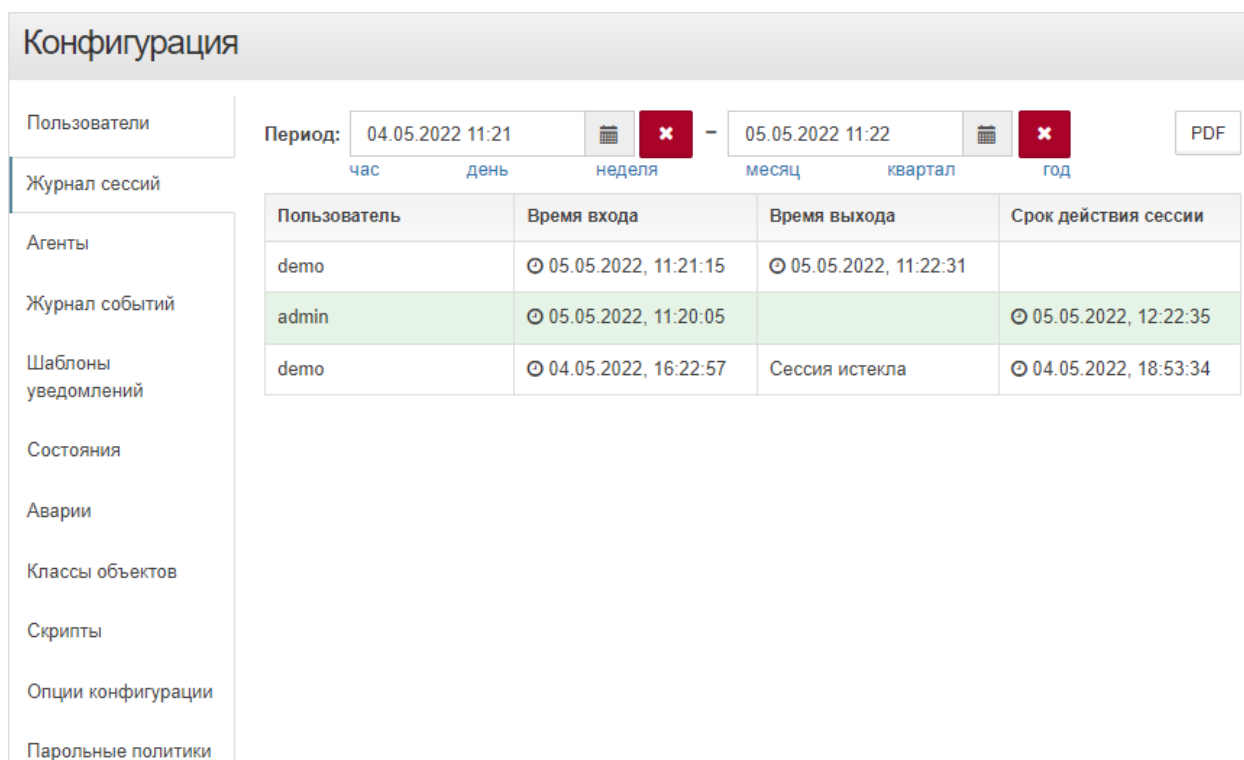 Конфигурация
Пользователи
Журнал сессий
Агенты
Журнал событий
Шаблоны
уведомлений
Состояния
Аварии
Классы объектов
Скрипты
Опции конфигурации
Парольные политики
Период: 04.05.2022 11:21 – 05.05.2022 11:22 PDF
час день неделя месяц квартал год
Пользователь Время входа Время выхода Срок действия сессии
demo 05.05.2022, 11:21:15 05.05.2022, 11:22:31
admin 05.05.2022, 11:20:05 05.05.2022, 12:22:35
demo 04.05.2022, 16:22:57 Сессия истекла 04.05.2022, 18:53:34